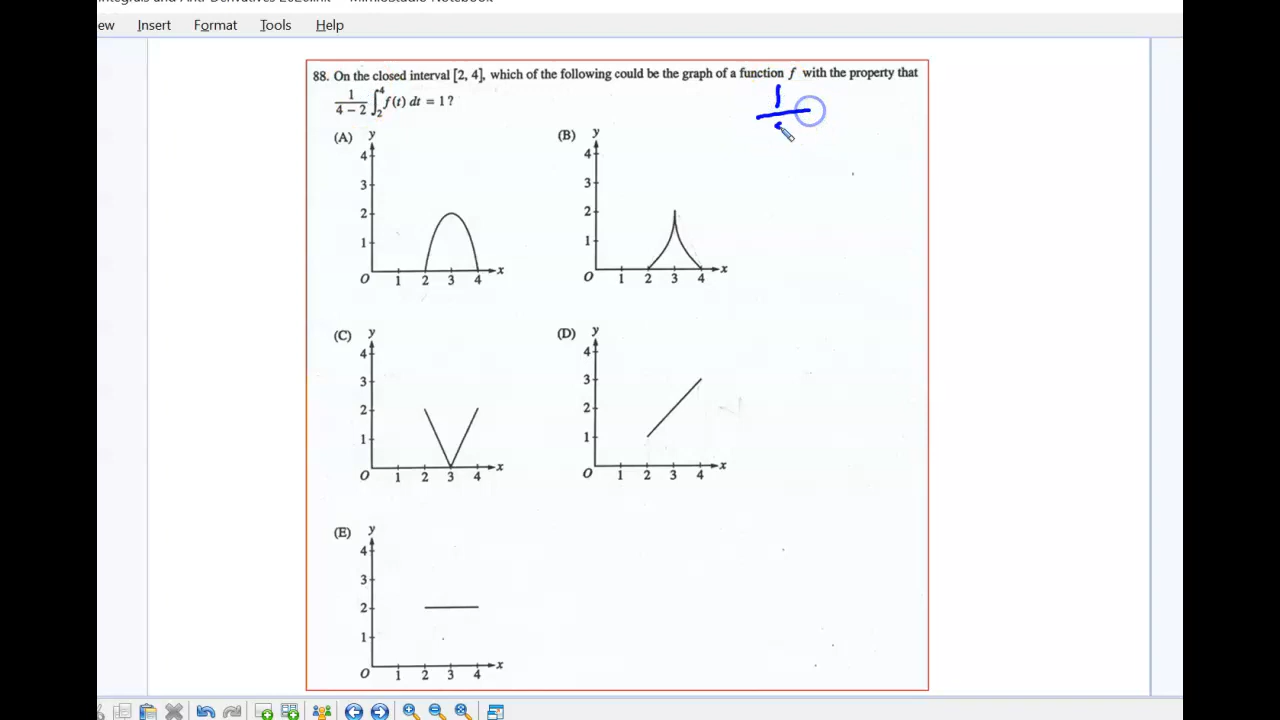 ew Insert Format Tools Help
88. On the closed interval [2, 4], which of the following could be the graph of a function f with the property that
1/(4 − 2) ∫₂⁴ f(t) dt = 1?
1
(A) y (B) y
4 4
3 3
2 2
1 1
O 1 2 3 4 x O 1 2 3 4 x
(C) y (D) y
4 4
3 3
2 2
1 1
O 1 2 3 4 x O 1 2 3 4 x
(E) y
4
3
2
1
O 1 2 3 4 x